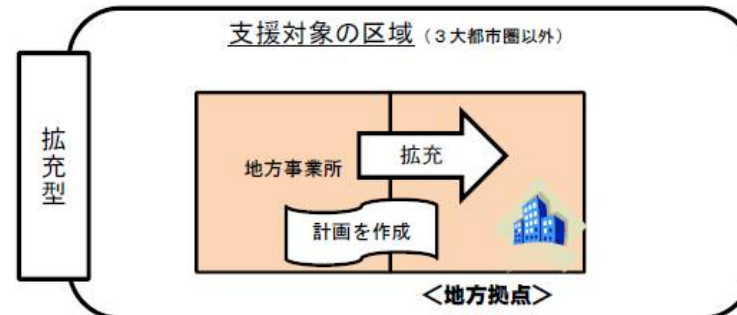 支援対象の区域（３大都市圏以外）
拡充型
地方事業所
拡充
計画を作成
＜地方拠点＞